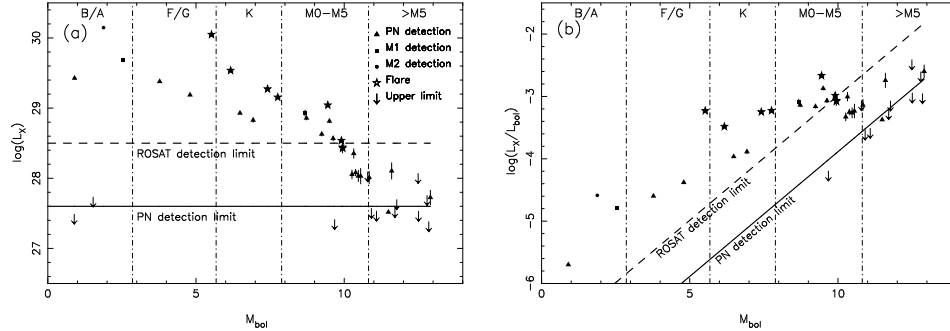 B/A F/G K M0–M5 >M5
(a)
PN detection
M1 detection
M2 detection
Flare
Upper limit
ROSAT detection limit
PN detection limit
30
29
28
27
log(L_X)
0 5 10
M_bol
B/A F/G K M0–M5 >M5
(b)
ROSAT detection limit
PN detection limit
−2
−3
−4
−5
−6
log(L_X/L_bol)
0 5 10
M_bol